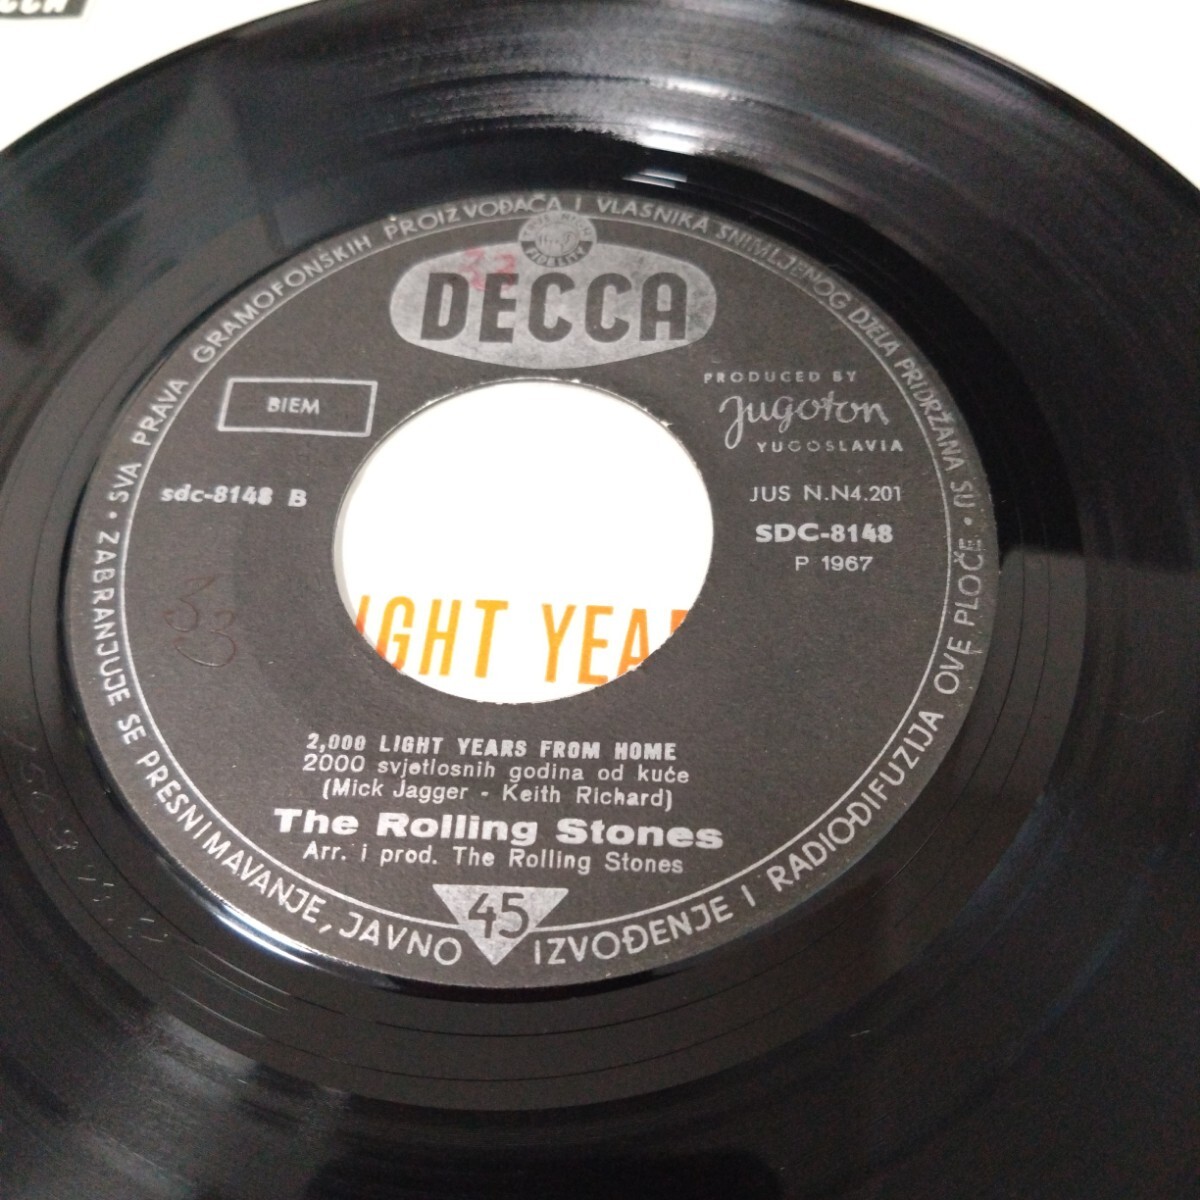 DECCA
BIEM
sdc-8148 B
PRODUCED BY
Jugoton
YUGOSLAVIA
JUS N.N4.201
SDC-8148
P 1967
33
IGHT YEA
2,000 LIGHT YEARS FROM HOME
2000 svjetlosnih godina od kuće
(Mick Jagger - Keith Richard)
The Rolling Stones
Arr. i prod. The Rolling Stones
45
• SVA PRAVA GRAMOFONSKIH PROIZVOĐAČA I VLASNIKA SNIMLJENOG DJELA PRIDRŽANA SU •
ZABRANJUJE SE PRESNIMAVANJE, JAVNO IZVOĐENJE I RADIODIFUZIJA OVE PLOČE